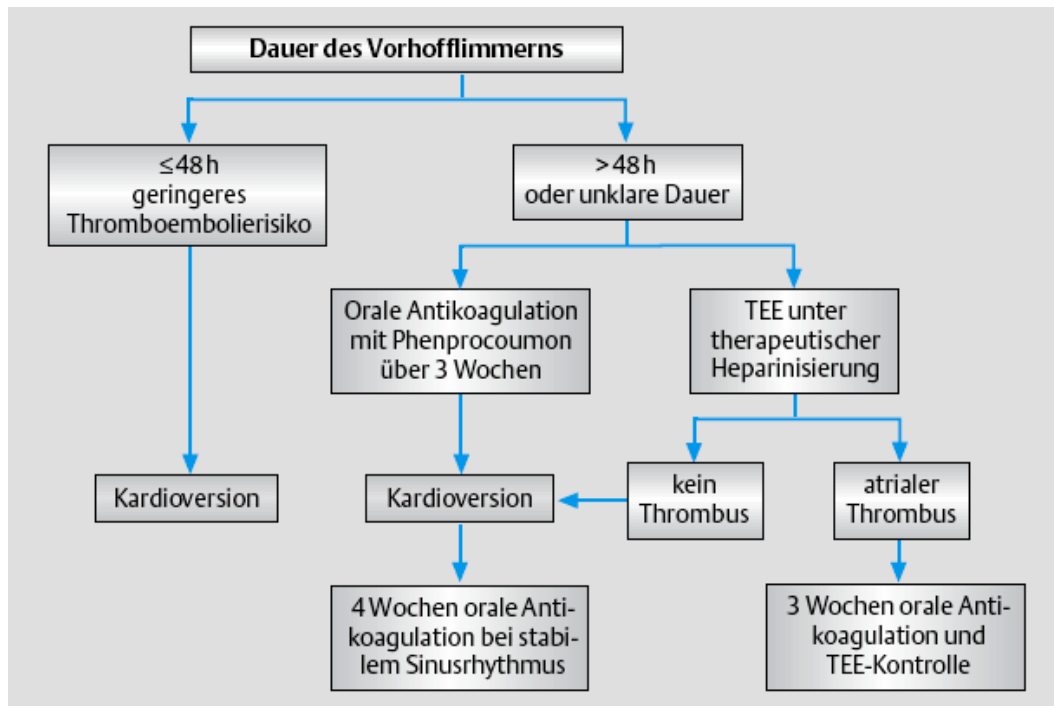 Dauer des Vorhofflimmerns
≤48h
geringeres
Thromboembolierisiko
>48h
oder unklare Dauer
Orale Antikoagulation
mit Phenprocoumon
über 3 Wochen
TEE unter
therapeutischer
Heparinisierung
Kardioversion
Kardioversion
kein
Thrombus
atrialer
Thrombus
4 Wochen orale Anti-
koagulation bei stabi-
lem Sinusrhythmus
3 Wochen orale Anti-
koagulation und
TEE-Kontrolle